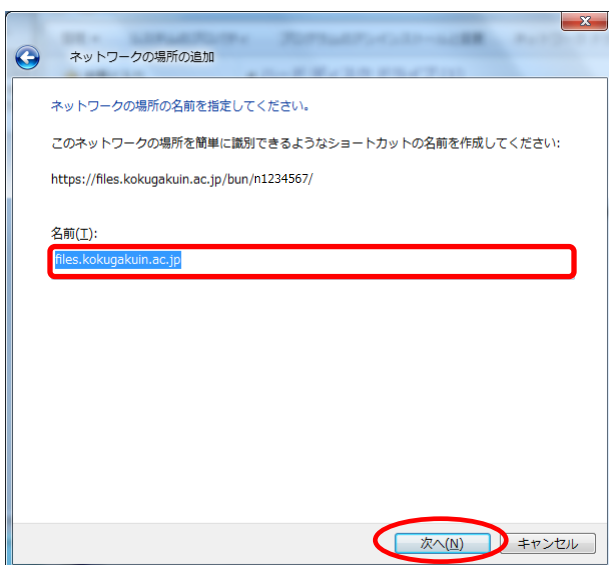 ネットワークの場所の追加
ネットワークの場所の名前を指定してください。
このネットワークの場所を簡単に識別できるようなショートカットの名前を作成してください:
https://files.kokugakuin.ac.jp/bun/n1234567/
名前(T):
files.kokugakuin.ac.jp
次へ(N) キャンセル